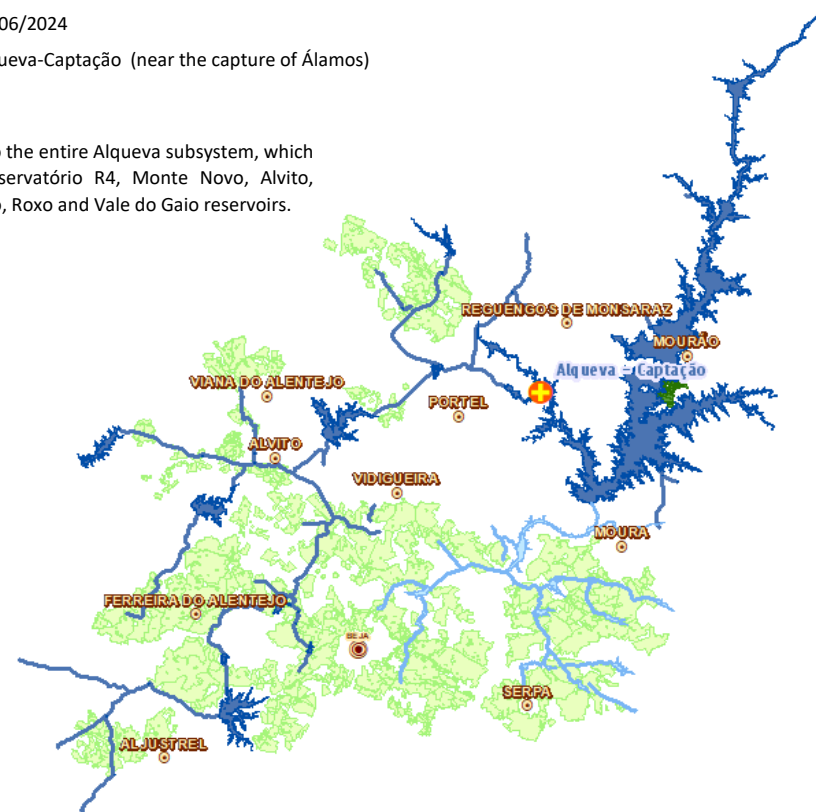 06/2024
ueva-Captação (near the capture of Álamos)
the entire Alqueva subsystem, which
servatório R4, Monte Novo, Alvito,
, Roxo and Vale do Gaio reservoirs.
REGUENGOS DE MONSARAZ
MOURÃO
Alqueva - Captação
VIANA DO ALENTEJO
PORTEL
ALVITO
VIDIGUEIRA
MOURA
FERREIRA DO ALENTEJO
BEJA
SERPA
ALJUSTREL